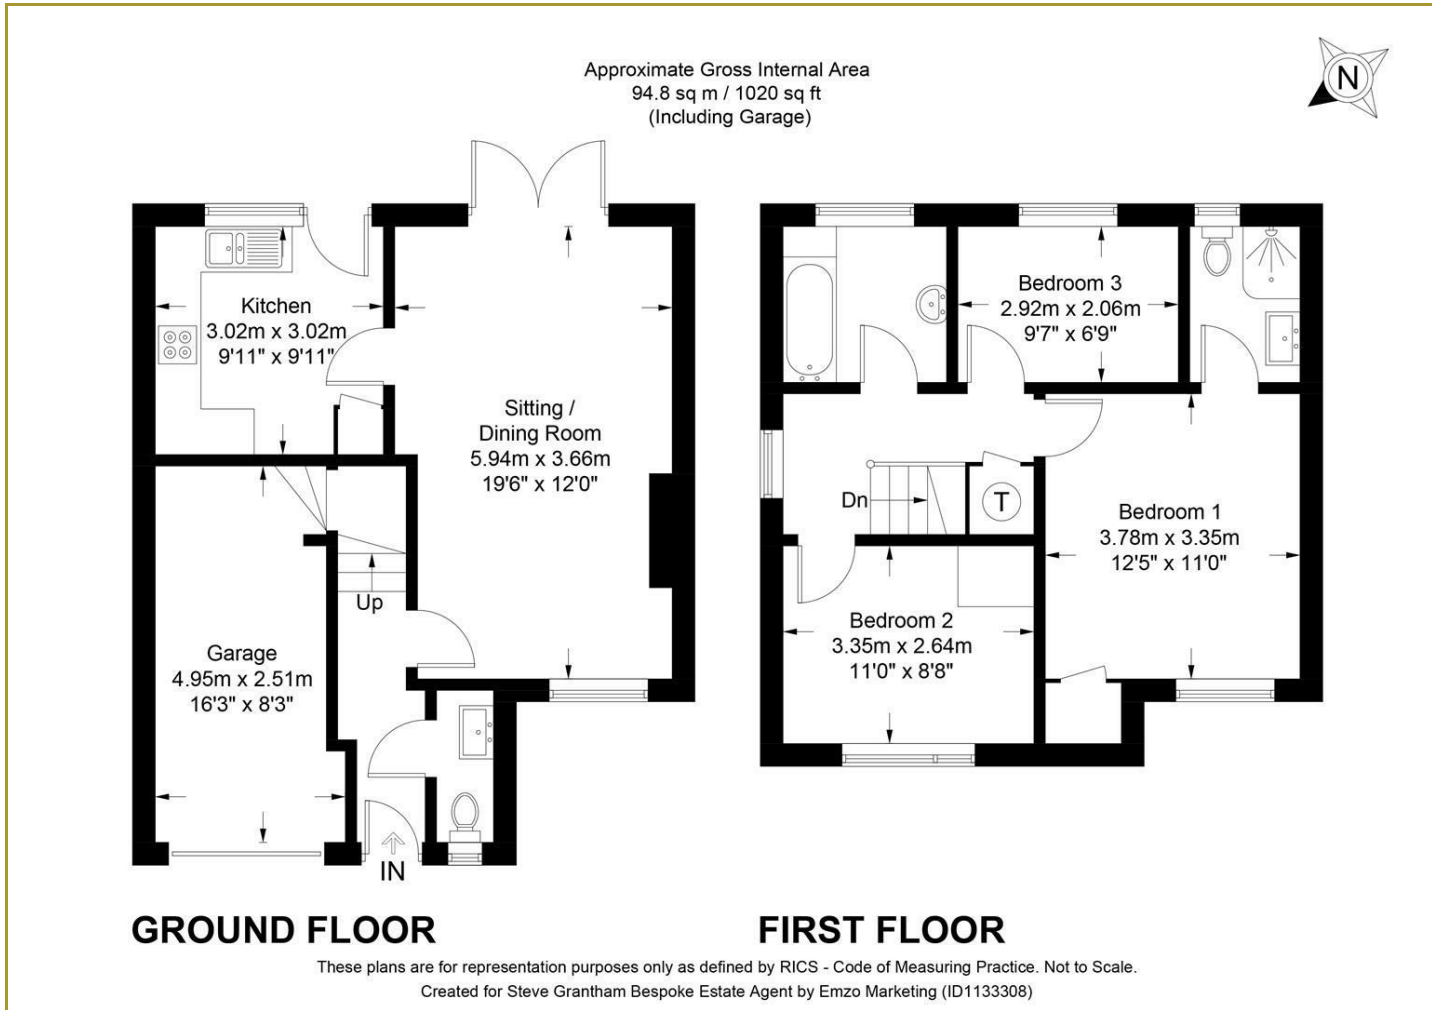 Approximate Gross Internal Area
94.8 sq m / 1020 sq ft
(Including Garage)
N
Kitchen
3.02m x 3.02m
9'11" x 9'11"
Sitting /
Dining Room
5.94m x 3.66m
19'6" x 12'0"
Up
Garage
4.95m x 2.51m
16'3" x 8'3"
IN
Bedroom 3
2.92m x 2.06m
9'7" x 6'9"
Dn
T
Bedroom 1
3.78m x 3.35m
12'5" x 11'0"
Bedroom 2
3.35m x 2.64m
11'0" x 8'8"
GROUND FLOOR
FIRST FLOOR
These plans are for representation purposes only as defined by RICS - Code of Measuring Practice. Not to Scale.
Created for Steve Grantham Bespoke Estate Agent by Emzo Marketing (ID1133308)